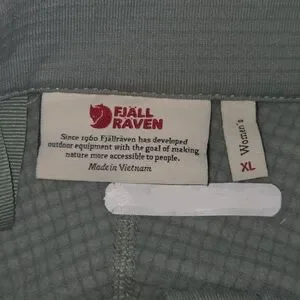 FJÄLL
RÄVEN
Since 1960 Fjällräven has developed
outdoor equipment with the goal of making
nature more accessible to people.
Made in Vietnam
Women's
XL